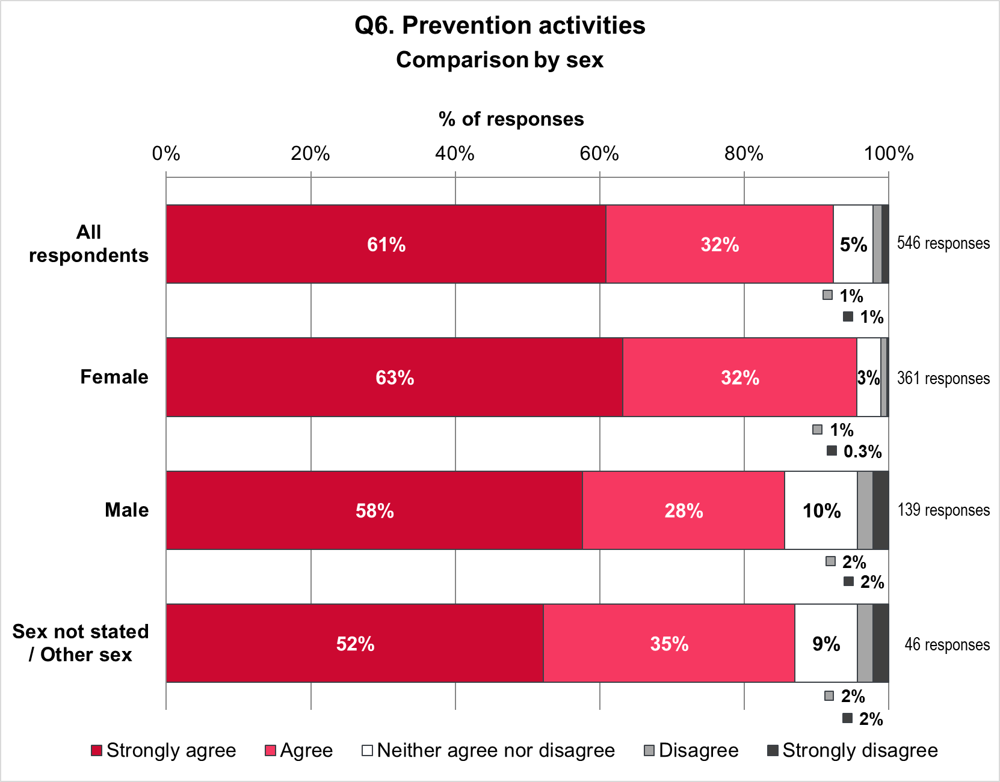 Q6. Prevention activities
Comparison by sex
% of responses
0% 20% 40% 60% 80% 100%
All
respondents
61% 32% 5% 546 responses
1%
1%
Female 63% 32% 3% 361 responses
1%
0.3%
Male 58% 28% 10% 139 responses
2%
2%
Sex not stated
/ Other sex
52% 35% 9% 46 responses
2%
2%
Strongly agree Agree Neither agree nor disagree Disagree Strongly disagree